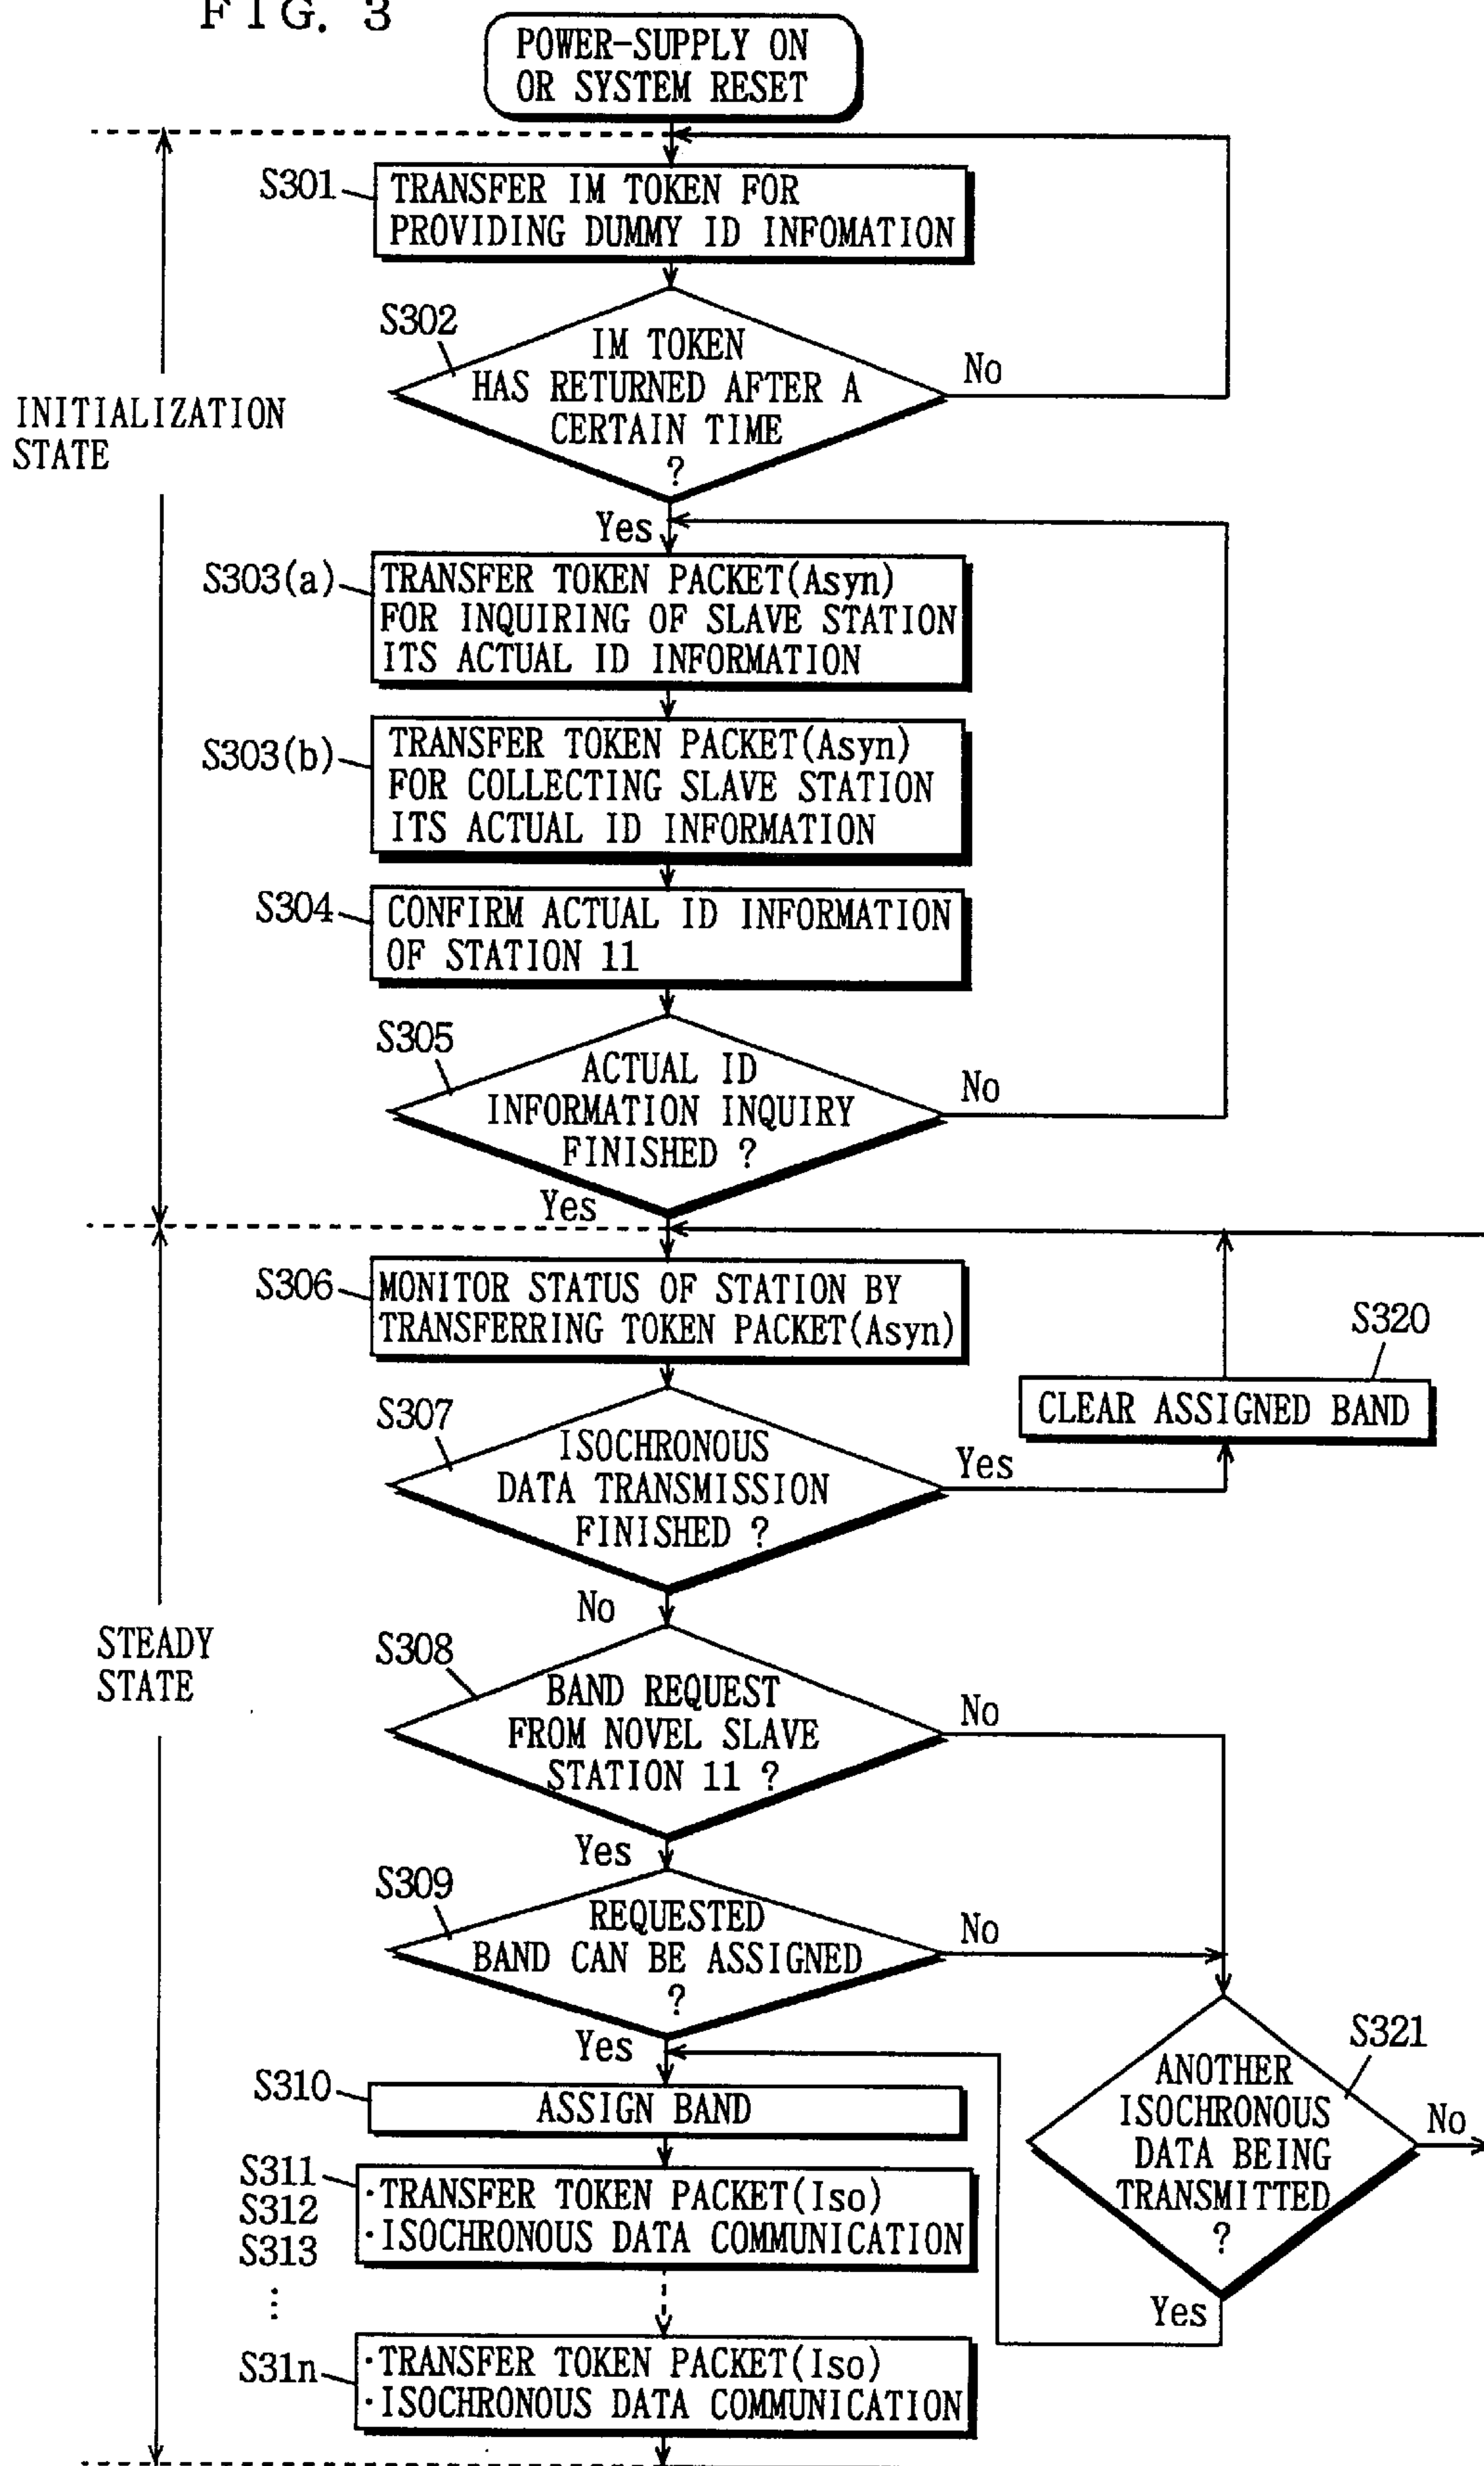 FIG. 3
POWER-SUPPLY ON
OR SYSTEM RESET
S301
TRANSFER IM TOKEN FOR
PROVIDING DUMMY ID INFOMATION
S302
IM TOKEN
HAS RETURNED AFTER A
CERTAIN TIME
?
No
INITIALIZATION
STATE
Yes
S303(a)
TRANSFER TOKEN PACKET(Asyn)
FOR INQUIRING OF SLAVE STATION
ITS ACTUAL ID INFORMATION
S303(b)
TRANSFER TOKEN PACKET(Asyn)
FOR COLLECTING SLAVE STATION
ITS ACTUAL ID INFORMATION
S304
CONFIRM ACTUAL ID INFORMATION
OF STATION 11
S305
ACTUAL ID
INFORMATION INQUIRY
FINISHED ?
No
Yes
S306
MONITOR STATUS OF STATION BY
TRANSFERRING TOKEN PACKET(Asyn)
S320
CLEAR ASSIGNED BAND
S307
ISOCHRONOUS
DATA TRANSMISSION
FINISHED ?
Yes
No
STEADY
STATE
S308
BAND REQUEST
FROM NOVEL SLAVE
STATION 11 ?
No
Yes
S309
REQUESTED
BAND CAN BE ASSIGNED
?
No
Yes
S321
ANOTHER
ISOCHRONOUS
DATA BEING
TRANSMITTED
?
No
Yes
S310
ASSIGN BAND
S311
S312
S313
⋮
·TRANSFER TOKEN PACKET(Iso)
·ISOCHRONOUS DATA COMMUNICATION
S31n
·TRANSFER TOKEN PACKET(Iso)
·ISOCHRONOUS DATA COMMUNICATION